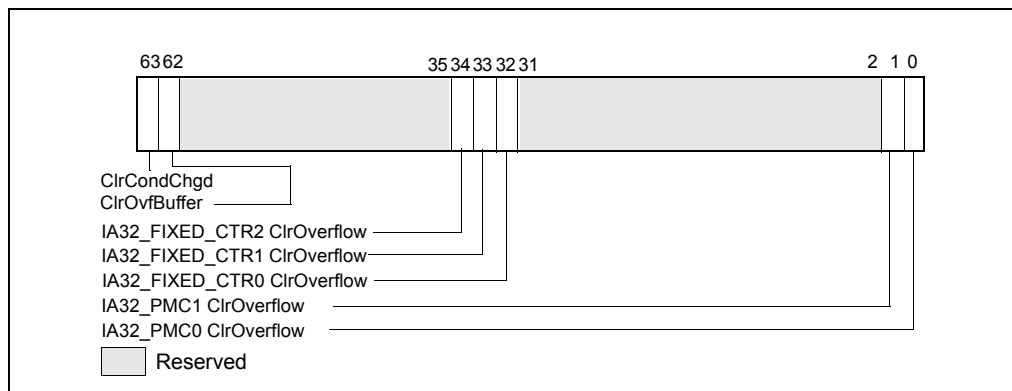 63 62 35 34 33 32 31 2 1 0
ClrCondChgd
ClrOvfBuffer
IA32_FIXED_CTR2 ClrOverflow
IA32_FIXED_CTR1 ClrOverflow
IA32_FIXED_CTR0 ClrOverflow
IA32_PMC1 ClrOverflow
IA32_PMC0 ClrOverflow
Reserved